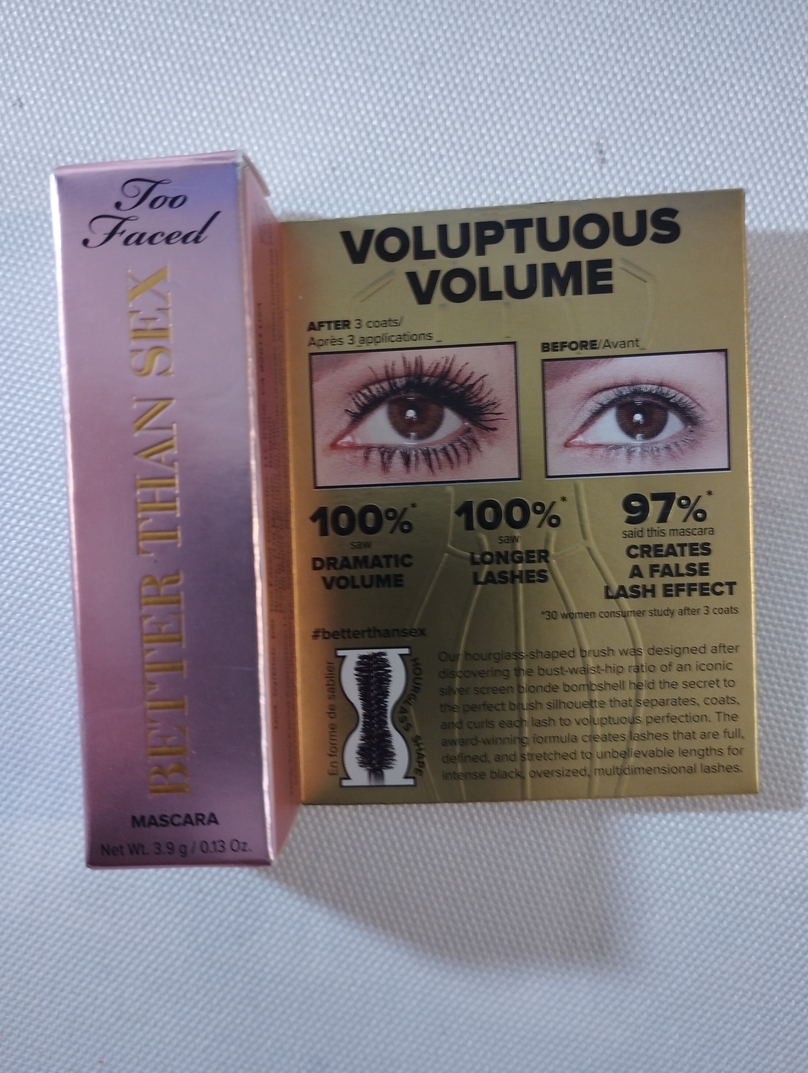 Too
Faced
BETTER THAN SEX
MASCARA
Net Wt. 3.9 g / 0.13 Oz.
VOLUPTUOUS
VOLUME
AFTER 3 coats/
Après 3 applications
BEFORE/Avant
100%*
saw
DRAMATIC
VOLUME
100%*
saw
LONGER
LASHES
97%*
said this mascara
CREATES
A FALSE
LASH EFFECT
*30 women consumer study after 3 coats
#betterthansex
En forme de sablier
HOURGLASS SHAPE
Our hourglass-shaped brush was designed after
discovering the bust-waist-hip ratio of an iconic
silver screen blonde bombshell held the secret to
the perfect brush silhouette that separates, coats,
and curls each lash to voluptuous perfection. The
award-winning formula creates lashes that are full,
defined, and stretched to unbelievable lengths for
intense black, oversized, multidimensional lashes.